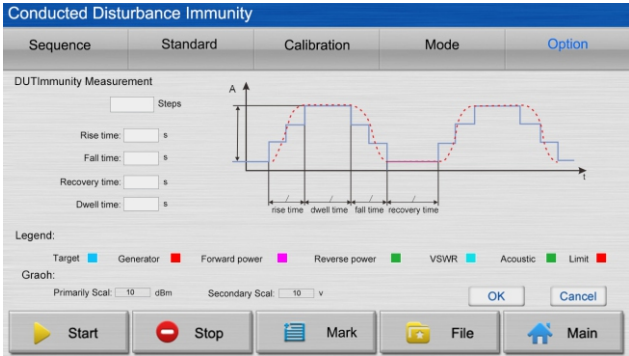 Conducted Disturbance Immunity
Sequence Standard Calibration Mode Option
DUTImmunity Measurement
Steps
Rise time: s
Fall time: s
Recovery time: s
Dwell time: s
A
t
rise time dwell time fall time recovery time
Legend:
Target Generator Forward power Reverse power VSWR Acoustic Limit
Graoh:
Primarily Scal: 10 dBm Secondary Scal: 10 v
OK Cancel
Start Stop Mark File Main